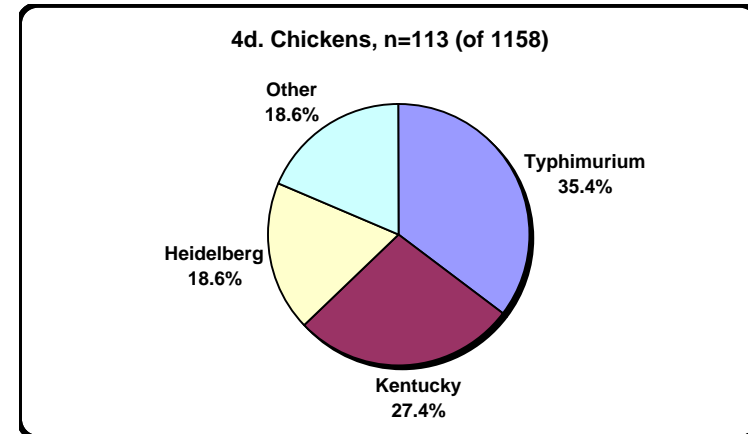 4d. Chickens, n=113 (of 1158)
Other
18.6%
Typhimurium
35.4%
Heidelberg
18.6%
Kentucky
27.4%